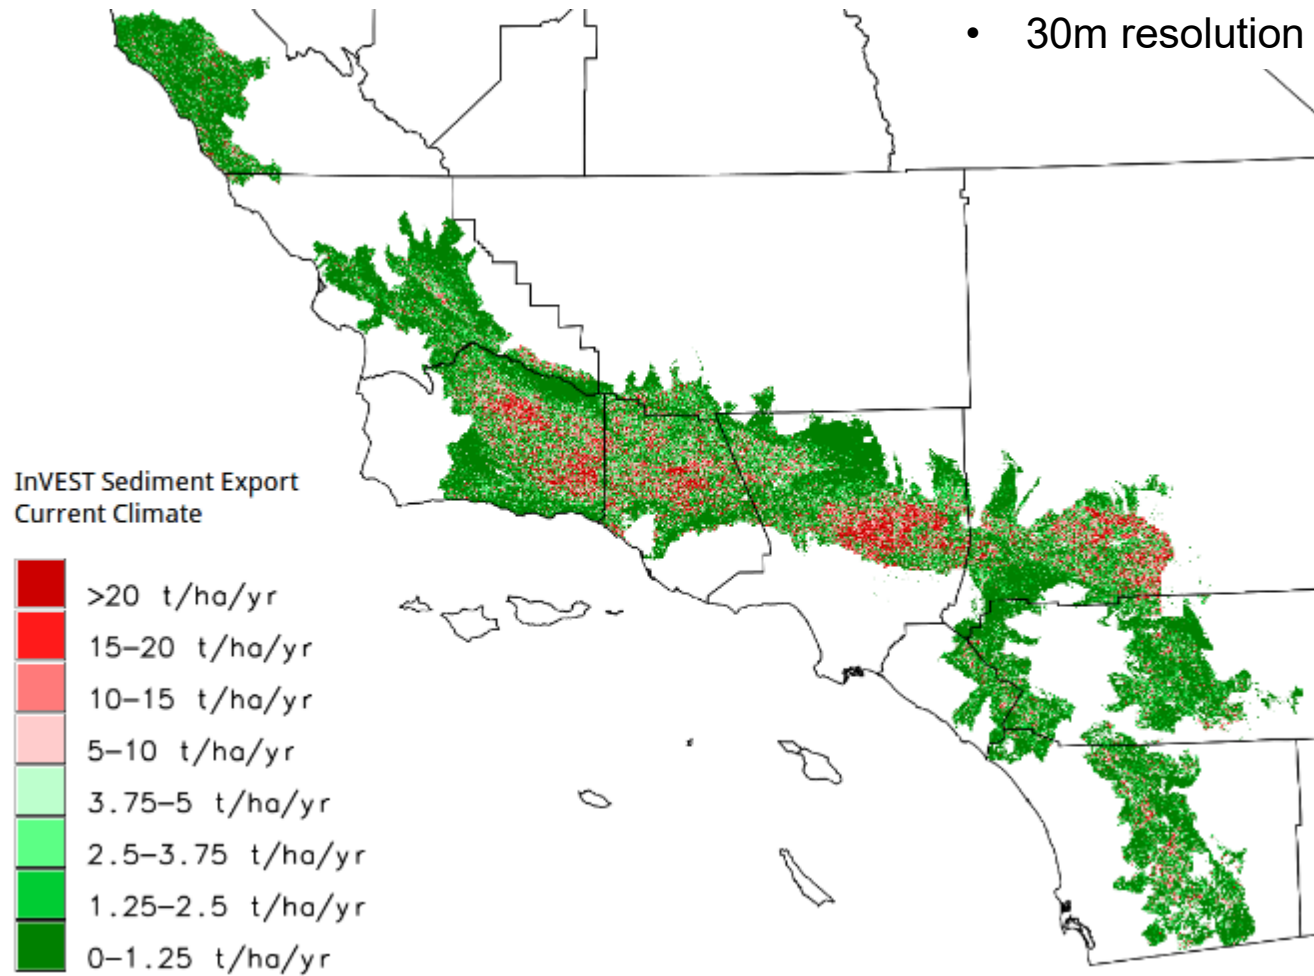 • 30m resolution
InVEST Sediment Export
Current Climate
>20 t/ha/yr
15–20 t/ha/yr
10–15 t/ha/yr
5–10 t/ha/yr
3.75–5 t/ha/yr
2.5–3.75 t/ha/yr
1.25–2.5 t/ha/yr
0–1.25 t/ha/yr